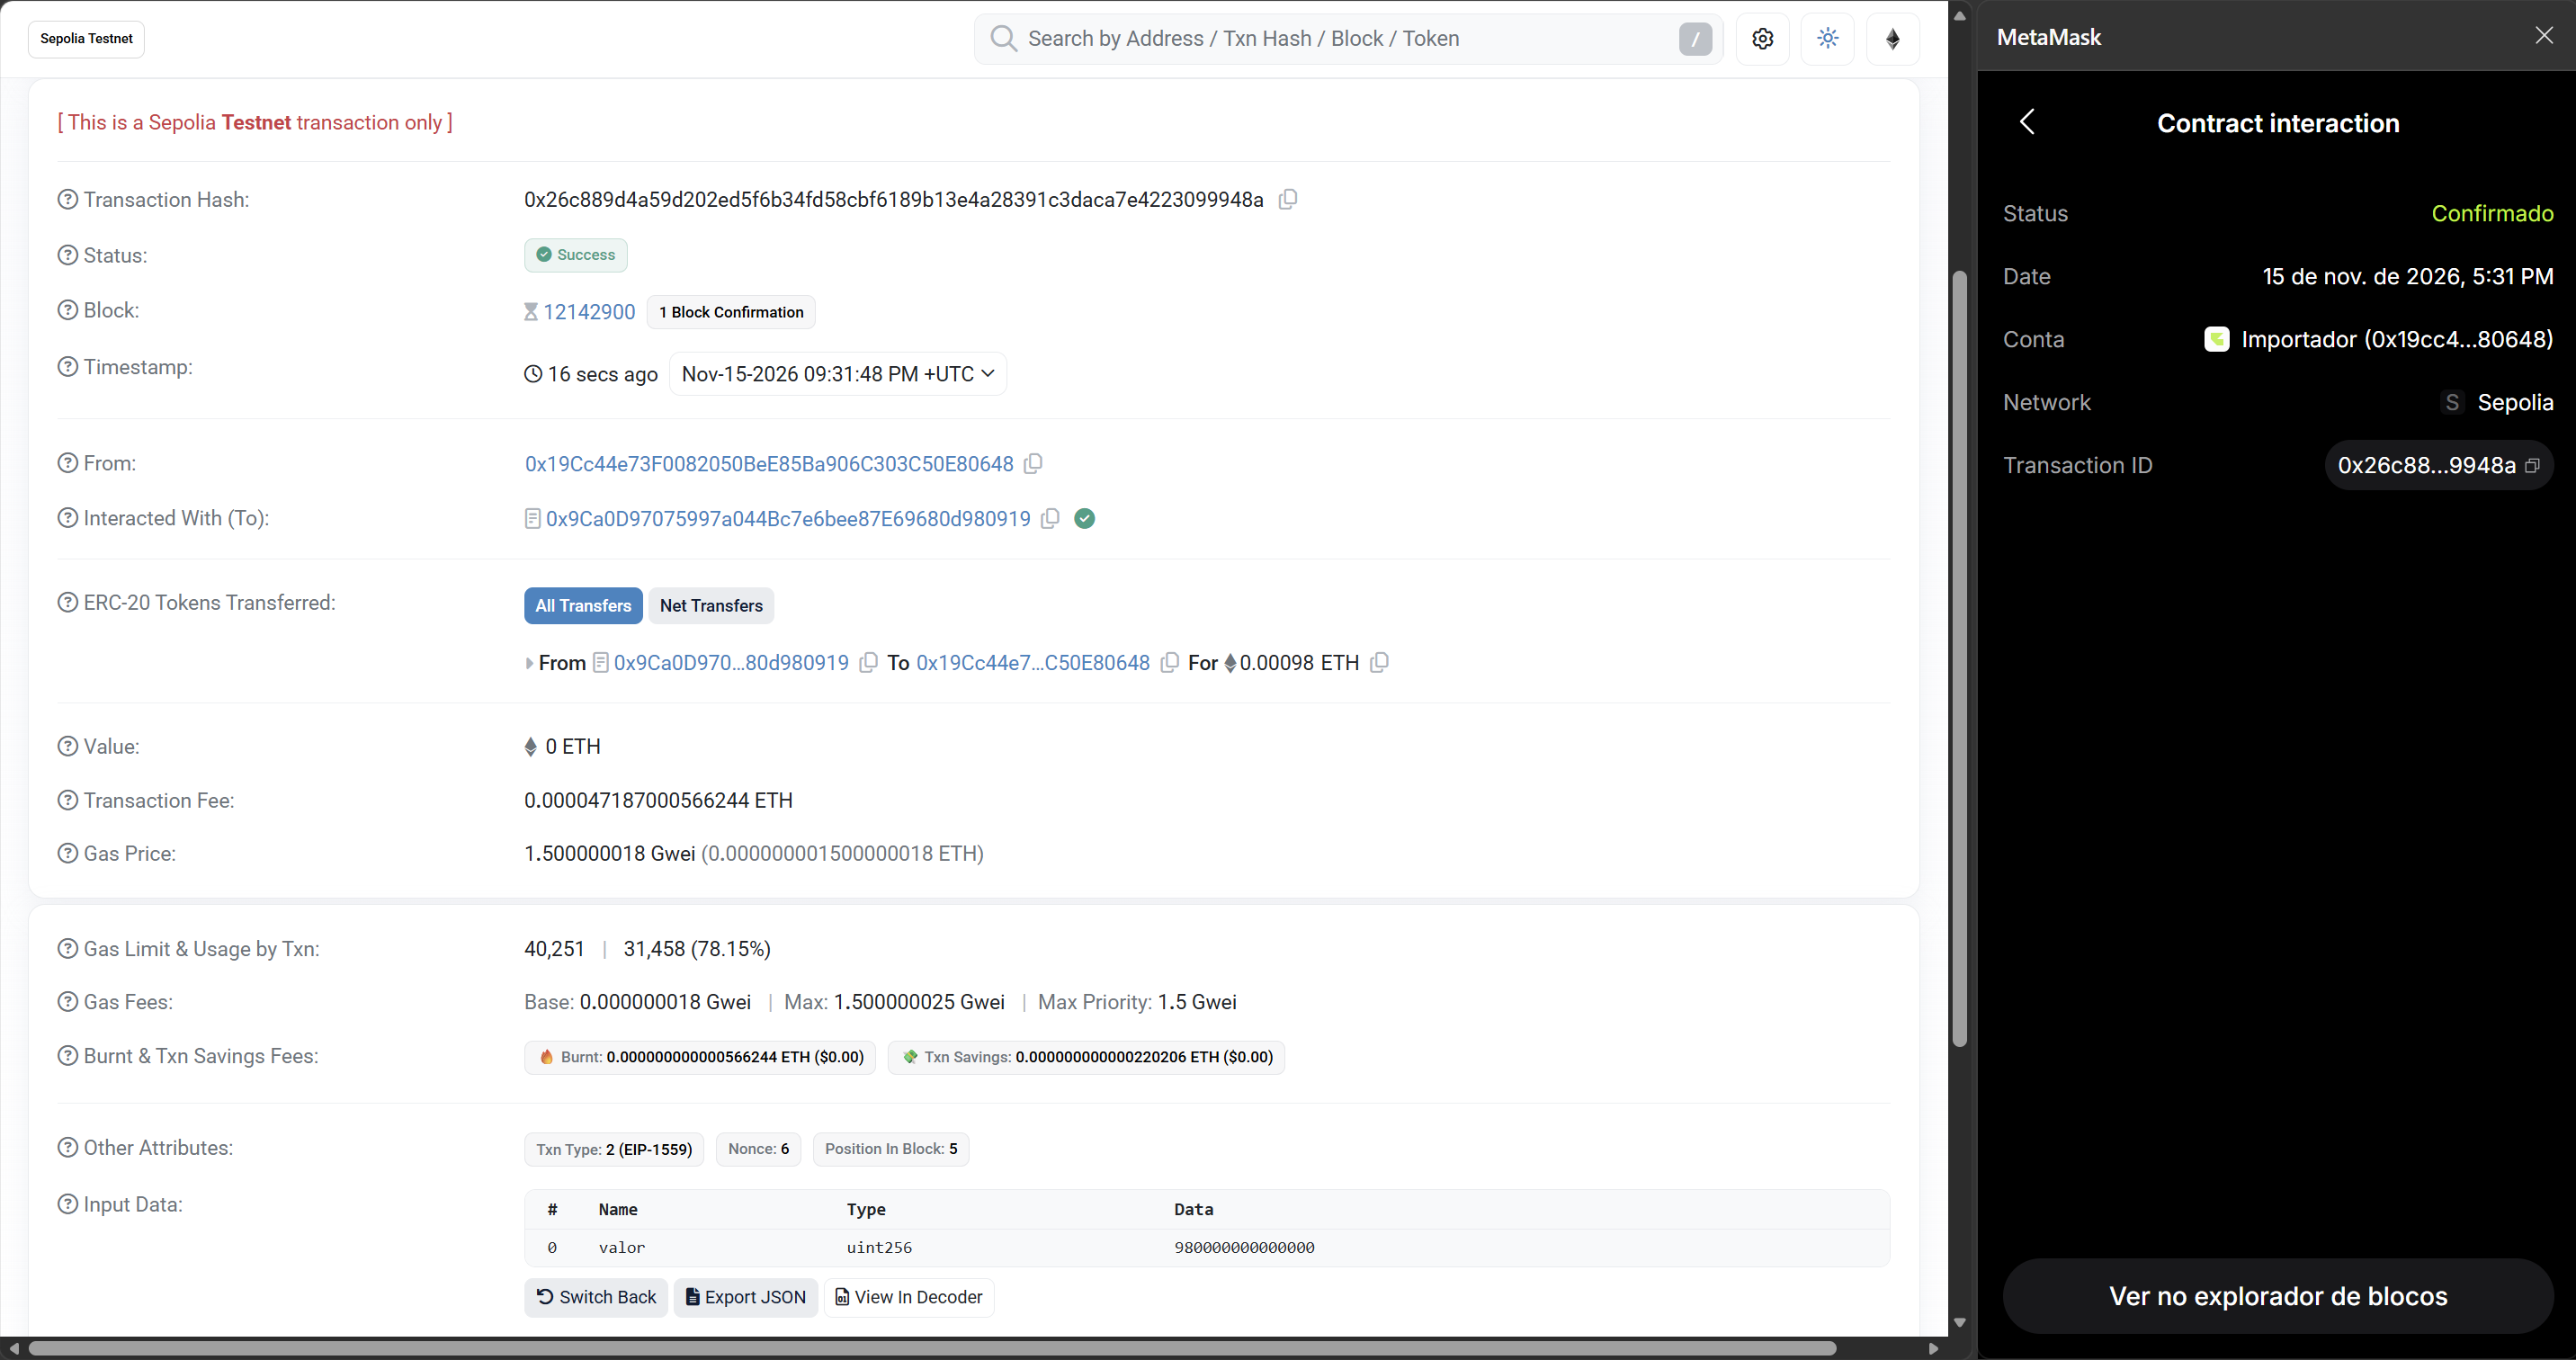 Sepolia Testnet
Search by Address / Txn Hash / Block / Token
/
[ This is a Sepolia Testnet transaction only ]
Transaction Hash: 0x26c889d4a59d202ed5f6b34fd58cbf6189b13e4a28391c3daca7e4223099948a
Status: Success
Block: 12142900 1 Block Confirmation
Timestamp: 16 secs ago Nov-15-2026 09:31:48 PM +UTC
From: 0x19Cc44e73F0082050BeE85Ba906C303C50E80648
Interacted With (To): 0x9Ca0D97075997a044Bc7e6bee87E69680d980919
ERC-20 Tokens Transferred: All Transfers Net Transfers
From 0x9Ca0D970...80d980919 To 0x19Cc44e7...C50E80648 For 0.00098 ETH
Value: 0 ETH
Transaction Fee: 0.000047187000566244 ETH
Gas Price: 1.500000018 Gwei (0.000000001500000018 ETH)
Gas Limit & Usage by Txn: 40,251 | 31,458 (78.15%)
Gas Fees: Base: 0.000000018 Gwei | Max: 1.500000025 Gwei | Max Priority: 1.5 Gwei
Burnt & Txn Savings Fees: Burnt: 0.000000000000566244 ETH ($0.00) Txn Savings: 0.000000000000220206 ETH ($0.00)
Other Attributes: Txn Type: 2 (EIP-1559) Nonce: 6 Position In Block: 5
Input Data:
# Name Type Data
0 valor uint256 980000000000000
Switch Back Export JSON View In Decoder
MetaMask
Contract interaction
Status Confirmado
Date 15 de nov. de 2026, 5:31 PM
Conta Importador (0x19cc4...80648)
Network S Sepolia
Transaction ID 0x26c88...9948a
Ver no explorador de blocos